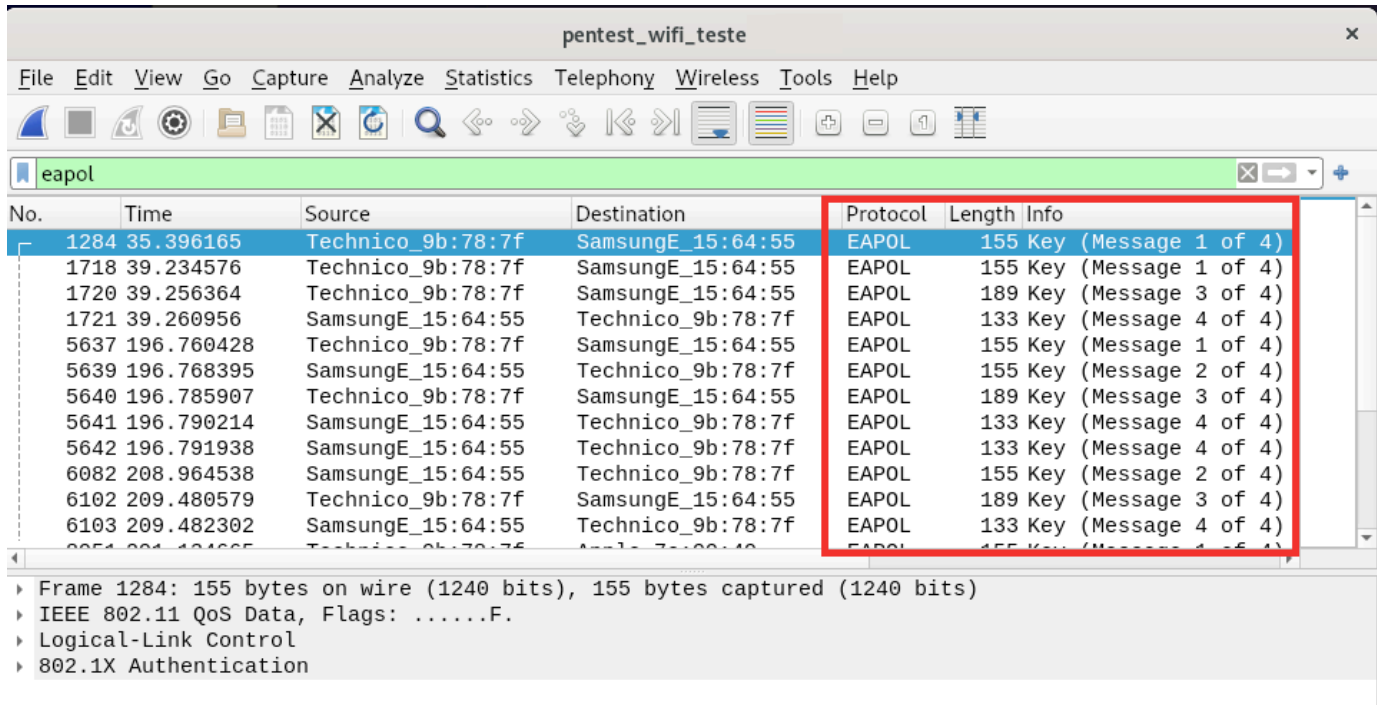 pentest_wifi_teste
File Edit View Go Capture Analyze Statistics Telephony Wireless Tools Help
eapol
No. Time Source Destination Protocol Length Info
1284 35.396165 Technico_9b:78:7f SamsungE_15:64:55 EAPOL 155 Key (Message 1 of 4)
1718 39.234576 Technico_9b:78:7f SamsungE_15:64:55 EAPOL 155 Key (Message 1 of 4)
1720 39.256364 Technico_9b:78:7f SamsungE_15:64:55 EAPOL 189 Key (Message 3 of 4)
1721 39.260956 SamsungE_15:64:55 Technico_9b:78:7f EAPOL 133 Key (Message 4 of 4)
5637 196.760428 Technico_9b:78:7f SamsungE_15:64:55 EAPOL 155 Key (Message 1 of 4)
5639 196.768395 SamsungE_15:64:55 Technico_9b:78:7f EAPOL 155 Key (Message 2 of 4)
5640 196.785907 Technico_9b:78:7f SamsungE_15:64:55 EAPOL 189 Key (Message 3 of 4)
5641 196.790214 SamsungE_15:64:55 Technico_9b:78:7f EAPOL 133 Key (Message 4 of 4)
5642 196.791938 SamsungE_15:64:55 Technico_9b:78:7f EAPOL 133 Key (Message 4 of 4)
6082 208.964538 SamsungE_15:64:55 Technico_9b:78:7f EAPOL 155 Key (Message 2 of 4)
6102 209.480579 Technico_9b:78:7f SamsungE_15:64:55 EAPOL 189 Key (Message 3 of 4)
6103 209.482302 SamsungE_15:64:55 Technico_9b:78:7f EAPOL 133 Key (Message 4 of 4)
Frame 1284: 155 bytes on wire (1240 bits), 155 bytes captured (1240 bits)
IEEE 802.11 QoS Data, Flags: ......F.
Logical-Link Control
802.1X Authentication